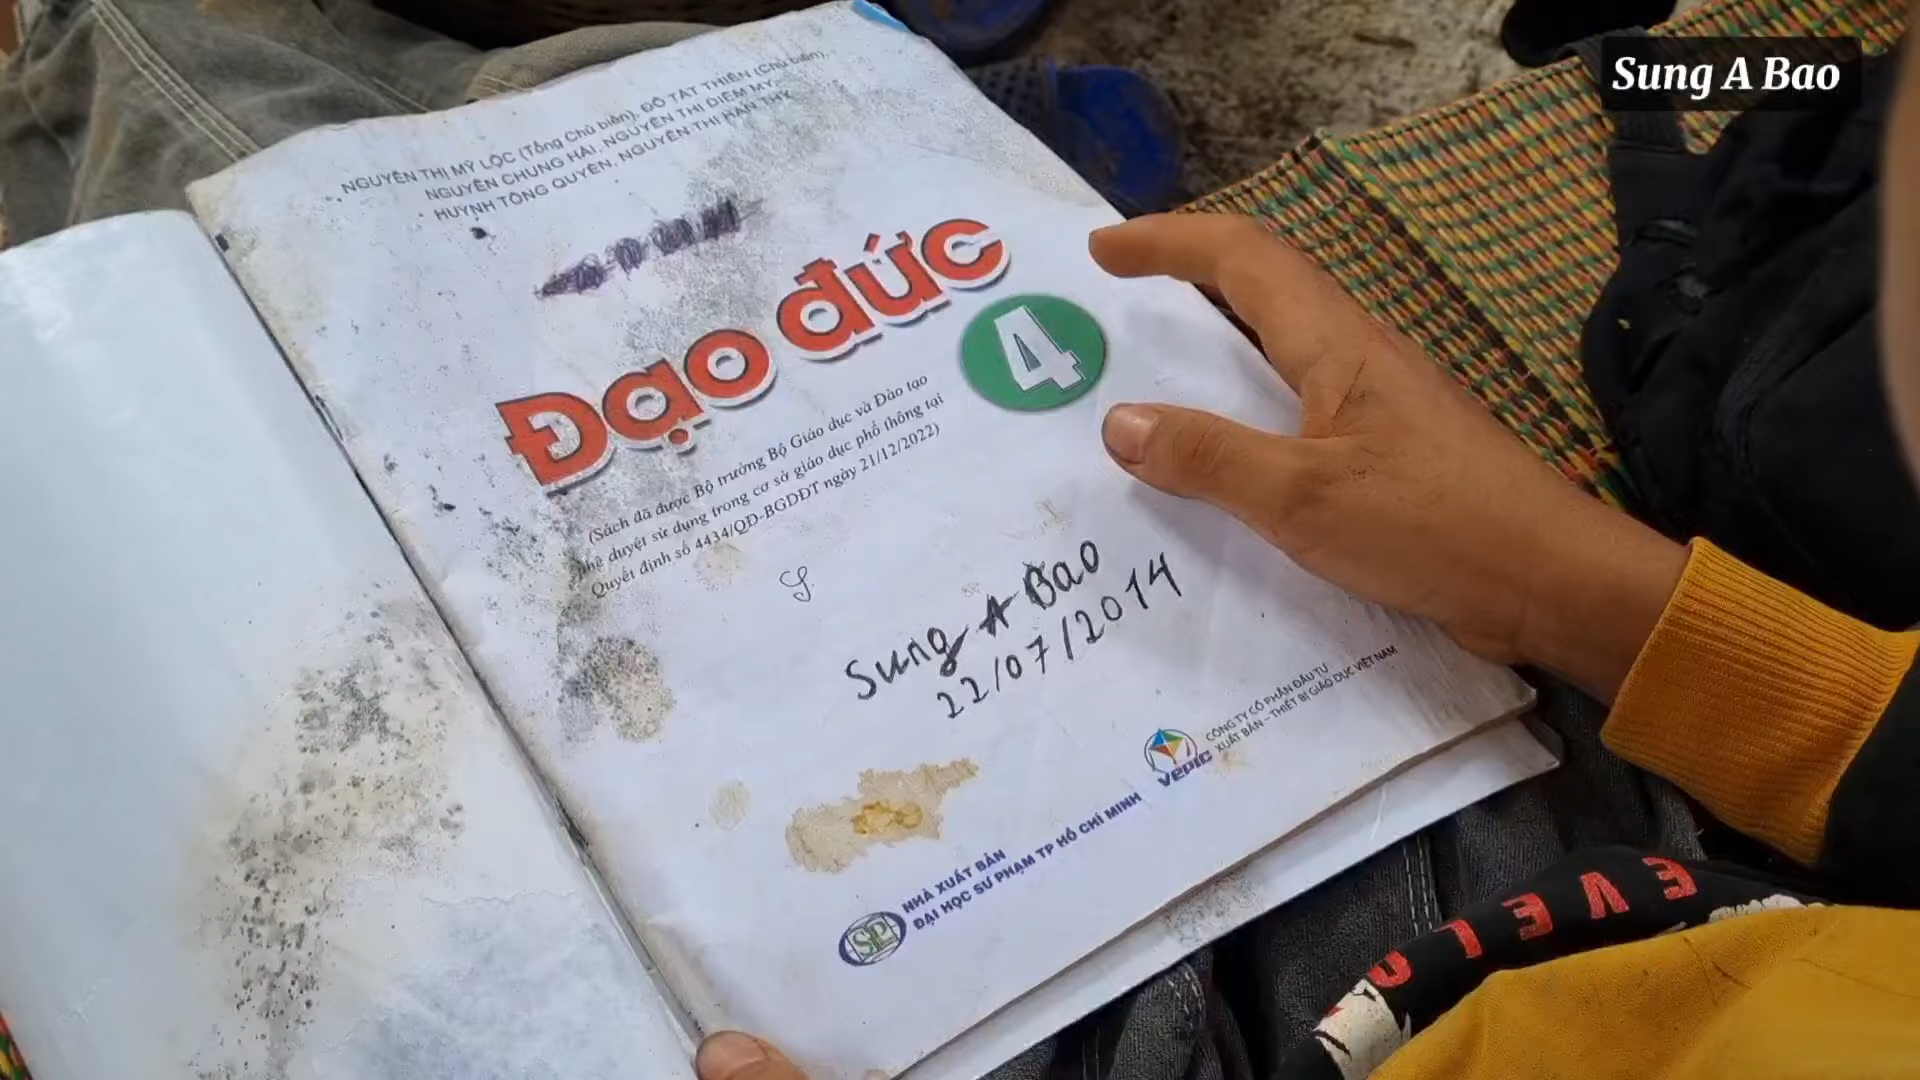 Sung A Bao
NGUYỄN THỊ MỸ LỘC (Tổng Chủ biên), ĐỖ TẤT THIÊN (Chủ biên),
NGUYỄN CHUNG HẢI, NGUYỄN THỊ DIỄM MY,
HUỲNH TÔNG QUYỀN, NGUYỄN THỊ HÀN THY
Đạo đức
4
(Sách đã được Bộ trưởng Bộ Giáo dục và Đào tạo
phê duyệt sử dụng trong cơ sở giáo dục phổ thông tại
Quyết định số 4434/QĐ-BGDĐT ngày 21/12/2022)
Sung A Bao
22/07/2014
NHÀ XUẤT BẢN
ĐẠI HỌC SƯ PHẠM TP HỒ CHÍ MINH
VEPIC
CÔNG TY CỔ PHẦN ĐẦU TƯ
XUẤT BẢN – THIẾT BỊ GIÁO DỤC VIỆT NAM